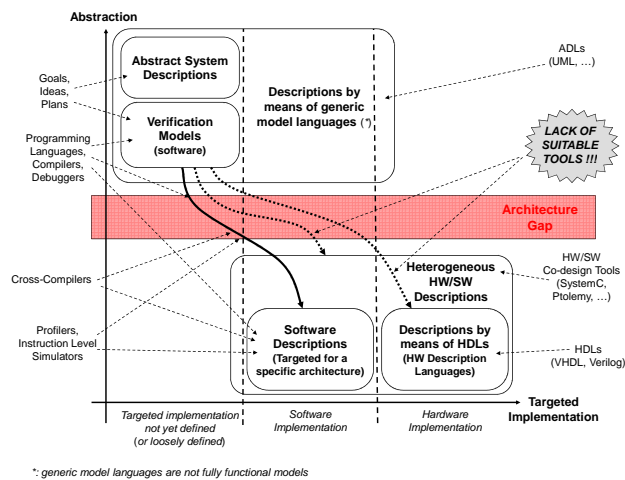 Abstraction
Abstract System
Descriptions
Goals,
Ideas,
Plans
Verification
Models
(software)
Descriptions by
means of generic
model languages (*)
ADLs
(UML, …)
Programming
Languages,
Compilers,
Debuggers
LACK OF
SUITABLE
TOOLS !!!
Architecture
Gap
Cross-Compilers
Heterogeneous
HW/SW
Descriptions
HW/SW
Co-design Tools
(SystemC,
Ptolemy, …)
Profilers,
Instruction Level
Simulators
Software
Descriptions
(Targeted for a
specific architecture)
Descriptions by
means of HDLs
(HW Description
Languages)
HDLs
(VHDL, Verilog)
Targeted
Implementation
Targeted implementation
not yet defined
(or loosely defined)
Software
Implementation
Hardware
Implementation
*: generic model languages are not fully functional models